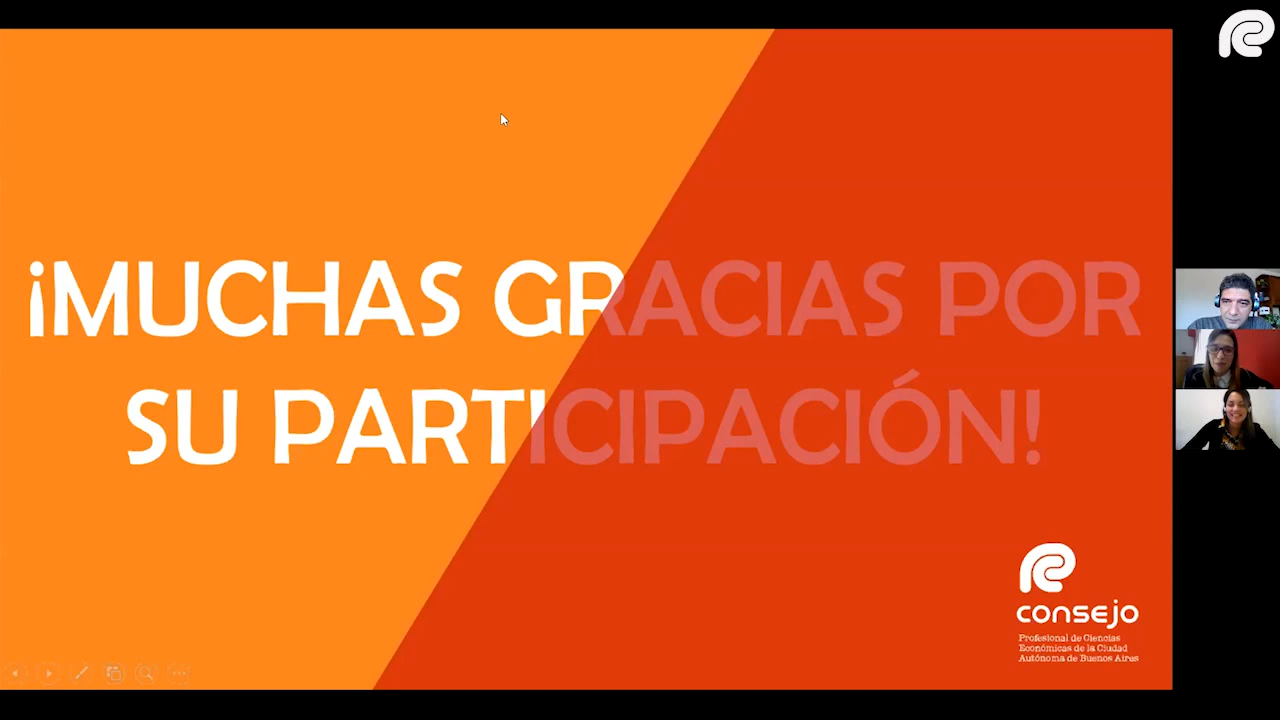 ¡MUCHAS GRACIAS POR
SU PARTICIPACIÓN!
consejo
Profesional de Ciencias
Económicas de la Ciudad
Autónoma de Buenos Aires